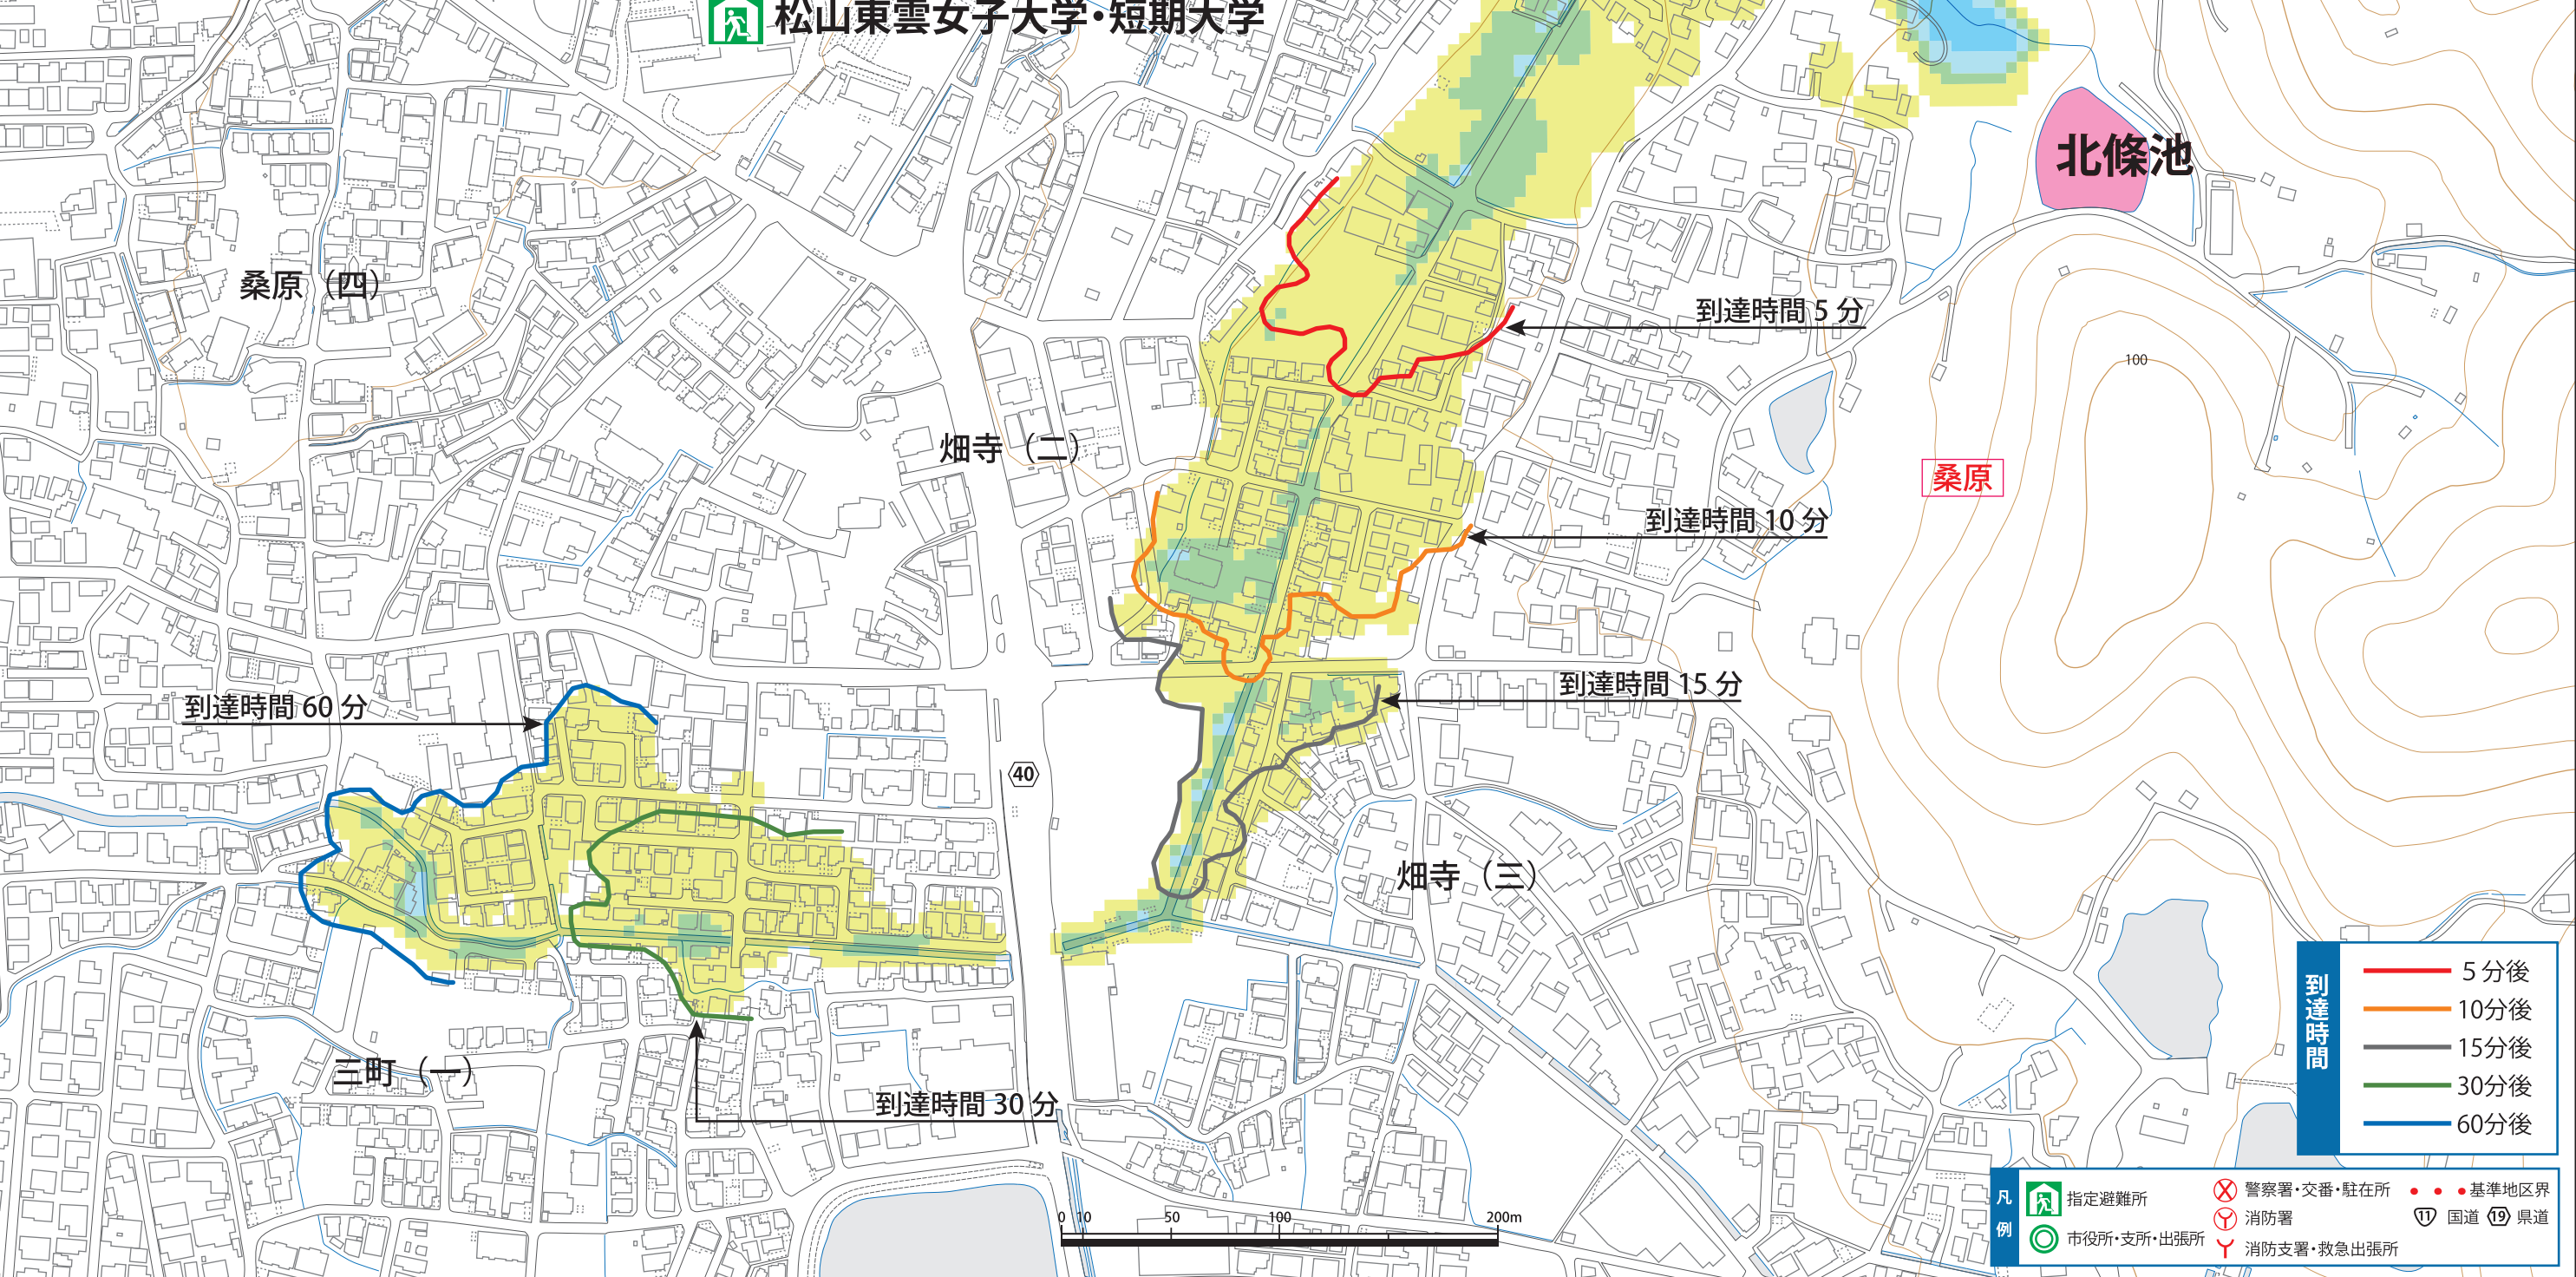 松山東雲女子大学・短期大学
北條池
桑原（四）
到達時間 5 分
100
畑寺（二）
桑原
到達時間 10 分
到達時間 15 分
到達時間 60 分
40
畑寺（三）
三町（一）
到達時間 30 分
到達時間
5 分後
10分後
15分後
30分後
60分後
0 10 50 100 200m
凡例
指定避難所
市役所・支所・出張所
警察署・交番・駐在所
消防署
消防支署・救急出張所
基準地区界
11 国道 19 県道